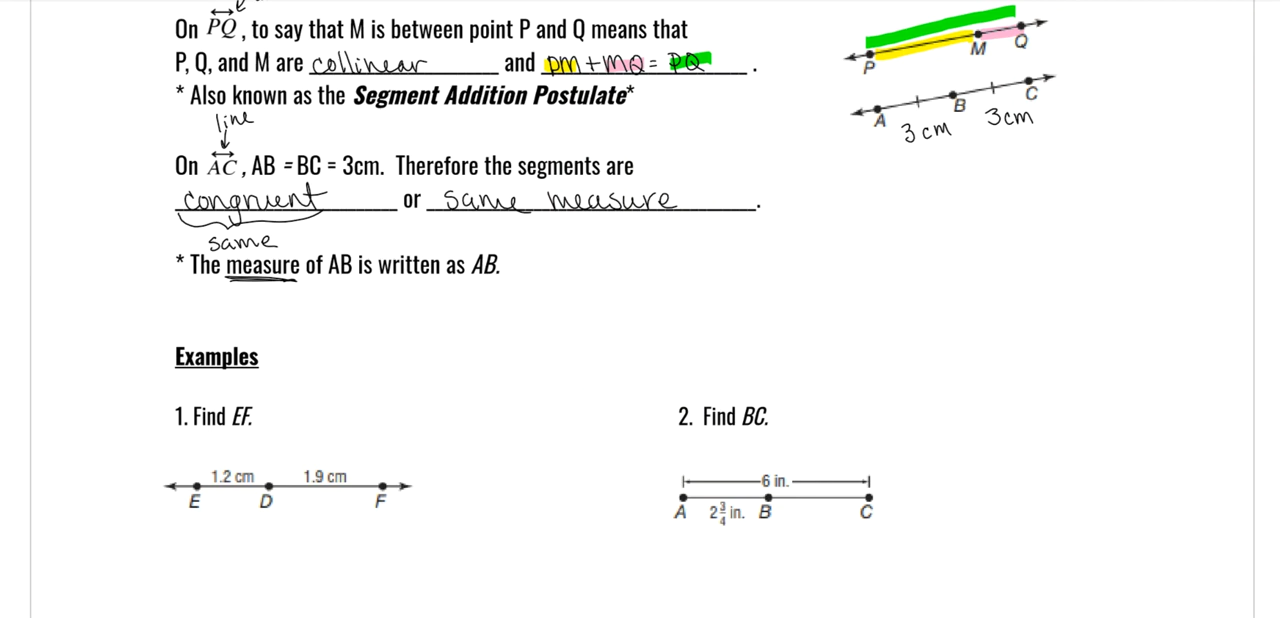 On PQ, to say that M is between point P and Q means that
P, Q, and M are collinear and PM + MQ = PQ.
* Also known as the Segment Addition Postulate*
line
On AC, AB = BC = 3cm. Therefore the segments are
congruent or same measure.
same
* The measure of AB is written as AB.
P M Q
A B C
3 cm 3cm
Examples
1. Find EF.
1.2 cm 1.9 cm
E D F
2. Find BC.
6 in.
A 2 3/4 in. B C